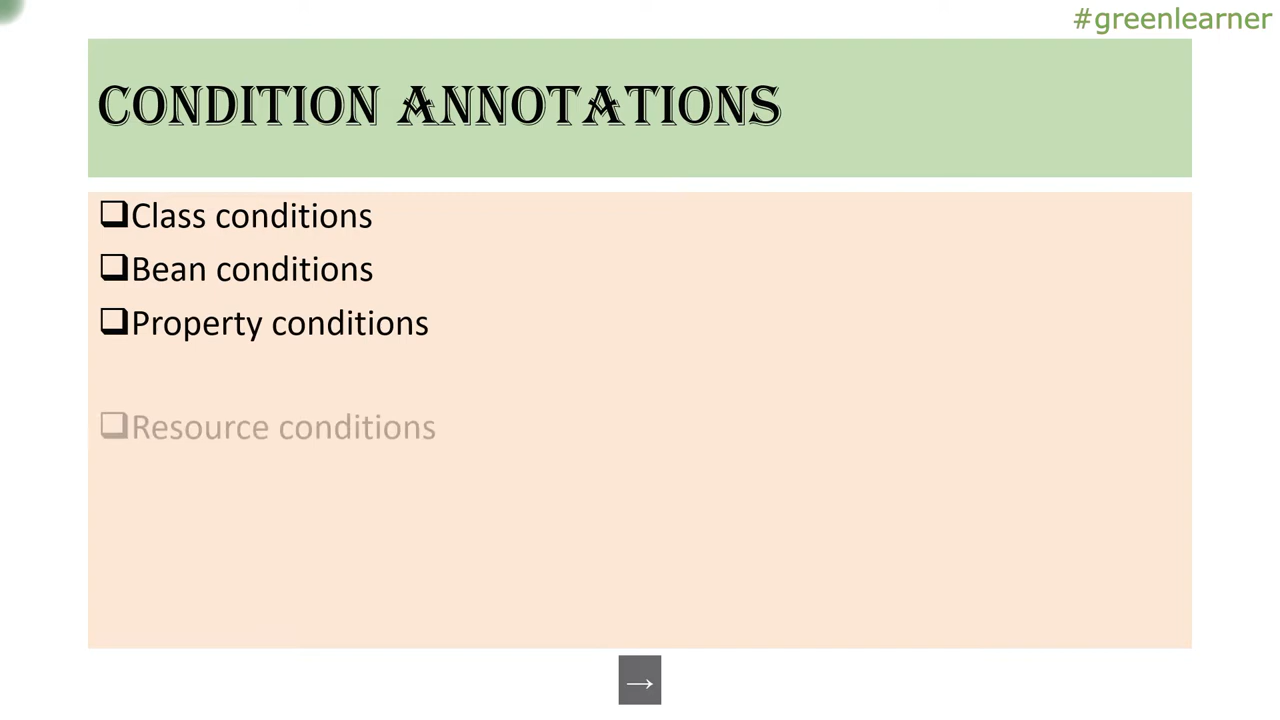 #greenlearner
CONDITION ANNOTATIONS
❑Class conditions
❑Bean conditions
❑Property conditions
❑Resource conditions
→